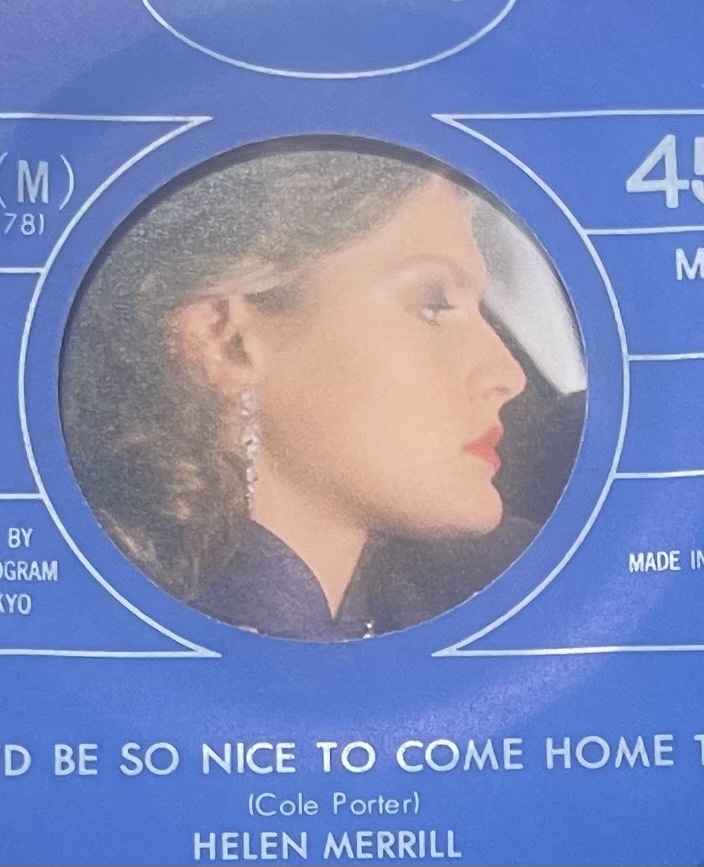 (M)
78)
45
M
BY
OGRAM
KYO
MADE IN
'D BE SO NICE TO COME HOME T
(Cole Porter)
HELEN MERRILL